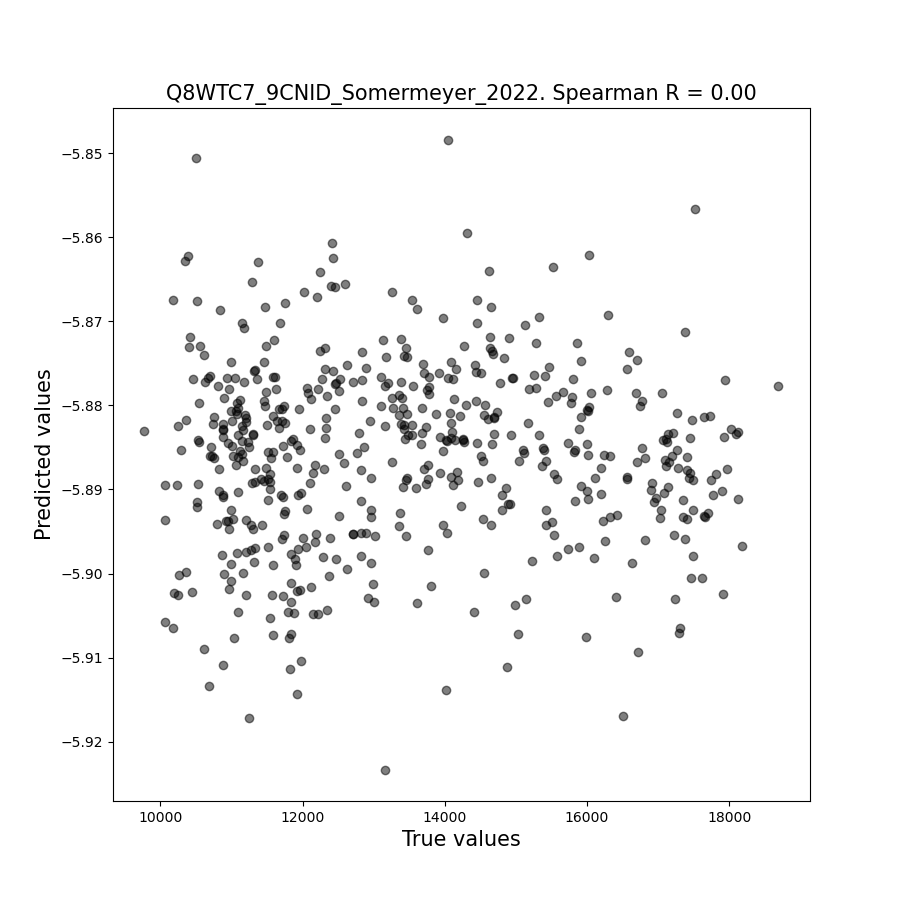 Q8WTC7_9CNID_Somermeyer_2022. Spearman R = 0.00
−5.85
−5.86
−5.87
−5.88
−5.89
−5.90
−5.91
−5.92
Predicted values
10000 12000 14000 16000 18000
True values